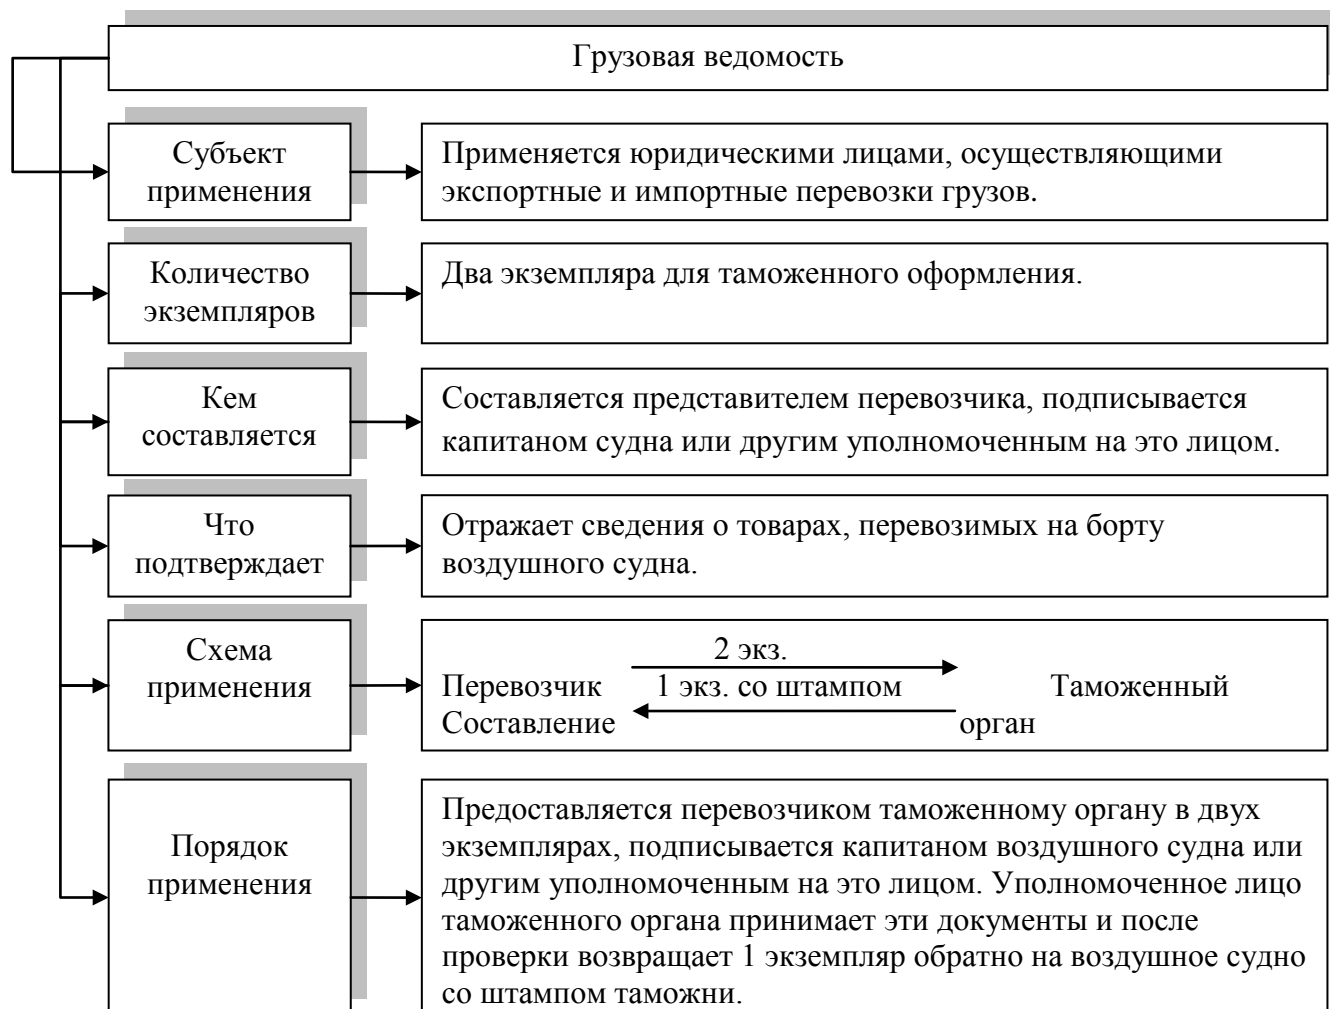 Грузовая ведомость
Субъект
применения
Применяется юридическими лицами, осуществляющими
экспортные и импортные перевозки грузов.
Количество
экземпляров
Два экземпляра для таможенного оформления.
Кем
составляется
Составляется представителем перевозчика, подписывается
капитаном судна или другим уполномоченным на это лицом.
Что
подтверждает
Отражает сведения о товарах, перевозимых на борту
воздушного судна.
Схема
применения
2 экз.
Перевозчик 1 экз. со штампом Таможенный
Составление орган
Порядок
применения
Предоставляется перевозчиком таможенному органу в двух
экземплярах, подписывается капитаном воздушного судна или
другим уполномоченным на это лицом. Уполномоченное лицо
таможенного органа принимает эти документы и после
проверки возвращает 1 экземпляр обратно на воздушное судно
со штампом таможни.